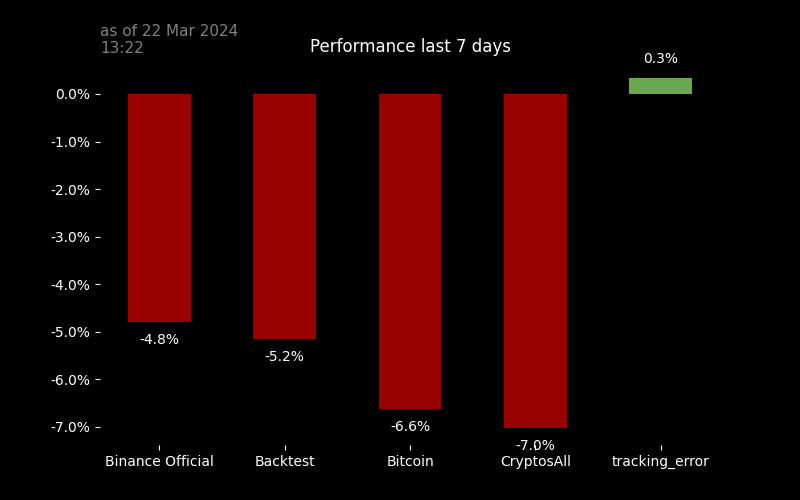 as of 22 Mar 2024
13:22
Performance last 7 days
0.3%
0.0%
-1.0%
-2.0%
-3.0%
-4.0%
-5.0%
-6.0%
-7.0%
-4.8%
-5.2%
-6.6%
-7.0%
Binance Official
Backtest
Bitcoin
CryptosAll
tracking_error